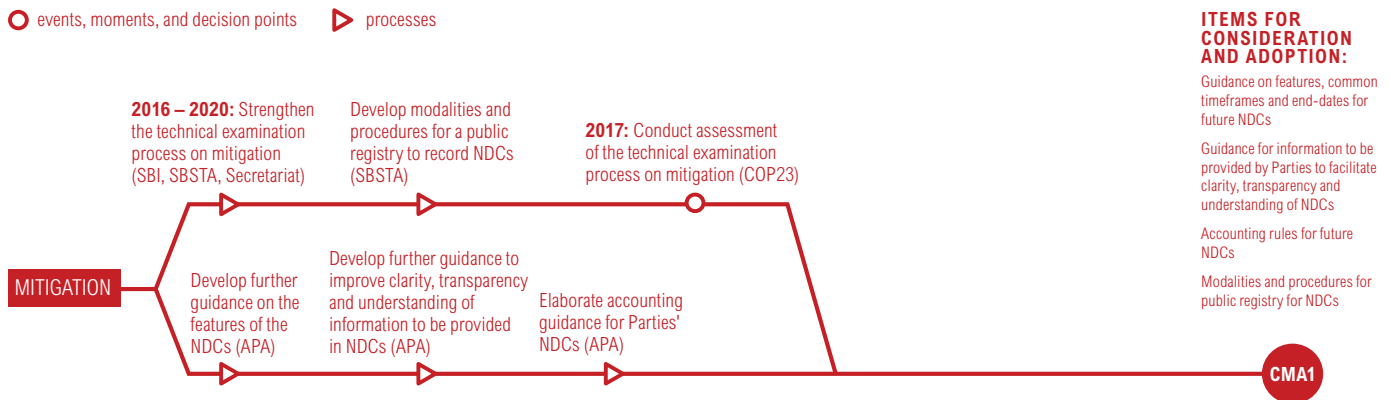 events, moments, and decision points
processes
2016 – 2020: Strengthen
the technical examination
process on mitigation
(SBI, SBSTA, Secretariat)
Develop modalities and
procedures for a public
registry to record NDCs
(SBSTA)
2017: Conduct assessment
of the technical examination
process on mitigation (COP23)
MITIGATION
Develop further
guidance on the
features of the
NDCs (APA)
Develop further guidance to
improve clarity, transparency
and understanding of
information to be provided
in NDCs (APA)
Elaborate accounting
guidance for Parties'
NDCs (APA)
ITEMS FOR
CONSIDERATION
AND ADOPTION:
Guidance on features, common
timeframes and end-dates for
future NDCs
Guidance for information to be
provided by Parties to facilitate
clarity, transparency and
understanding of NDCs
Accounting rules for future
NDCs
Modalities and procedures for
public registry for NDCs
CMA1